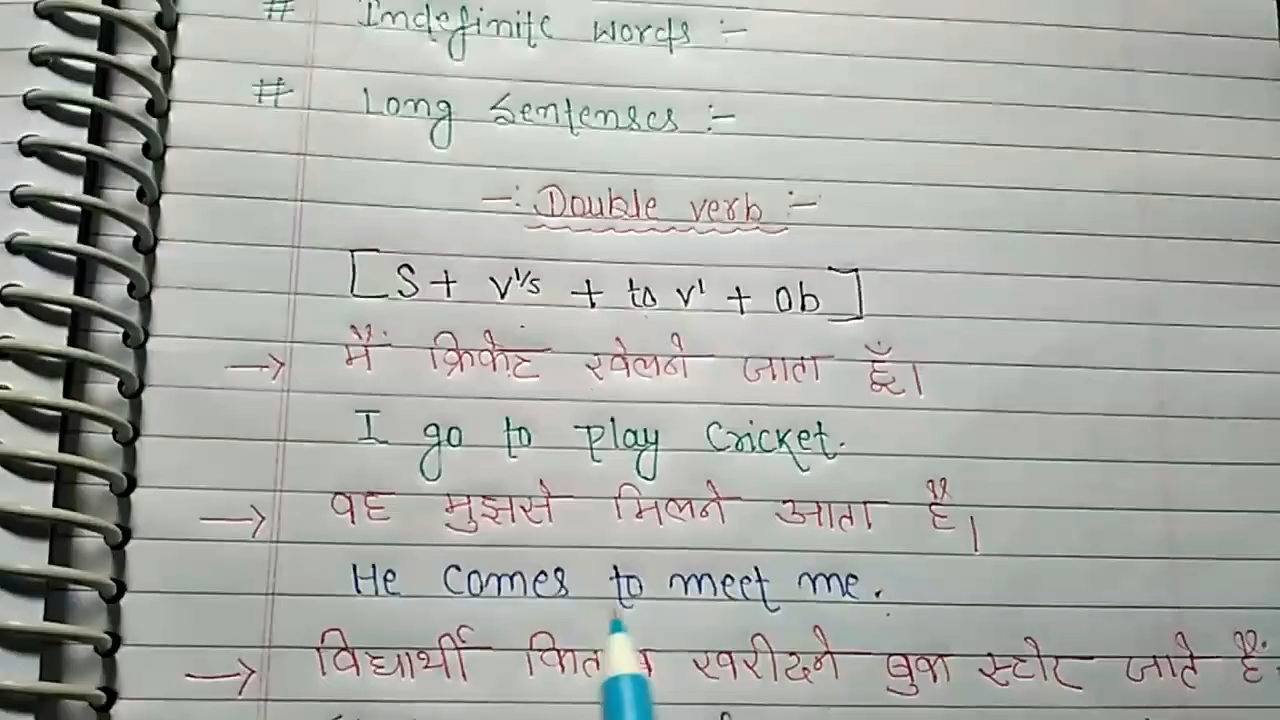 # Indefinite words :-
# Long Sentenses :-
-: Double verb :-
[S + V¹/s + to v¹ + ob]
→ मैं क्रिकेट खेलने जाता हूँ।
I go to play Cricket.
→ वह मुझसे मिलने आता है।
He comes to meet me.
→ विद्यार्थी खरीदने बुक स्टोर जाते हैं